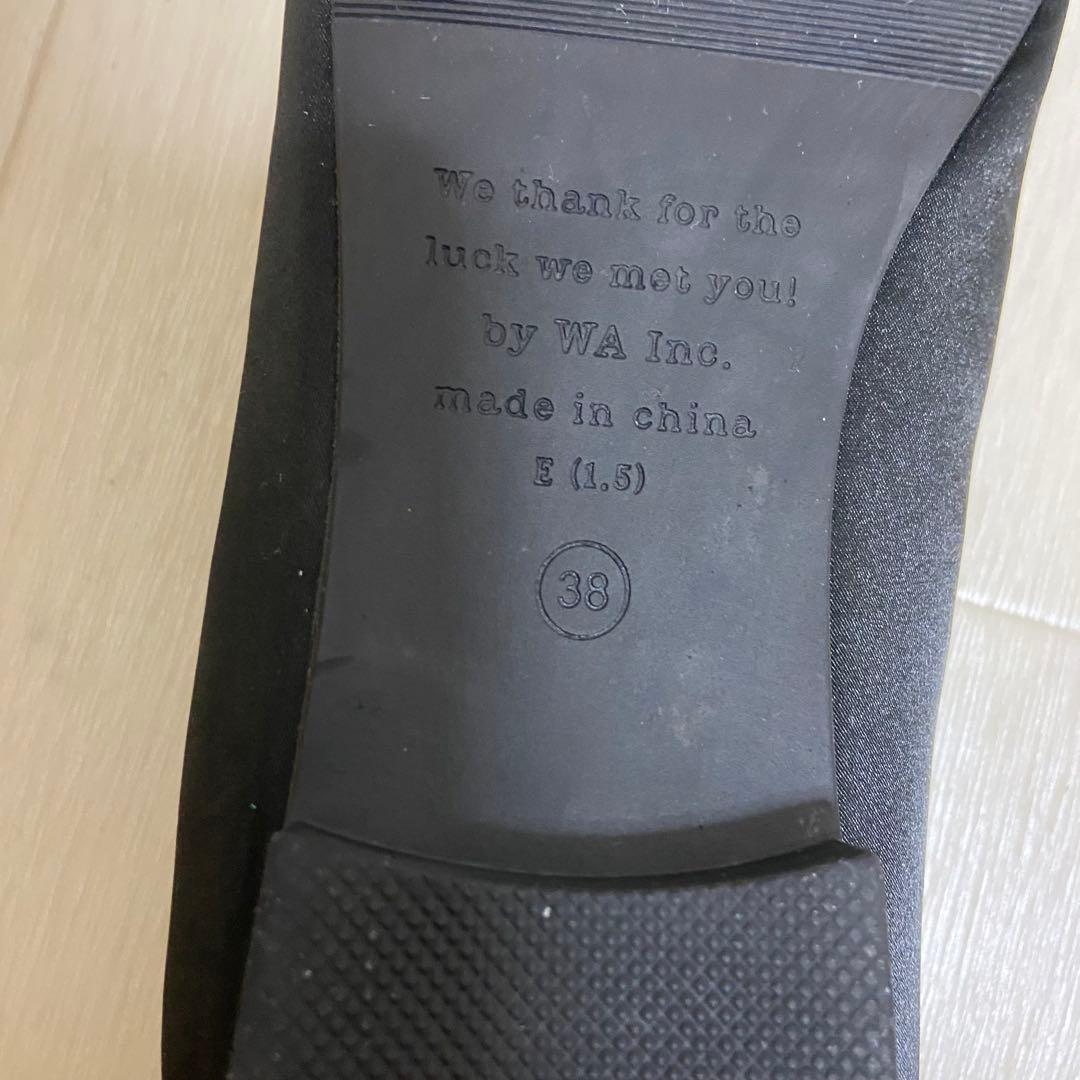 We thank for the
luck we met you!
by WA Inc.
made in china
E (1.5)
38